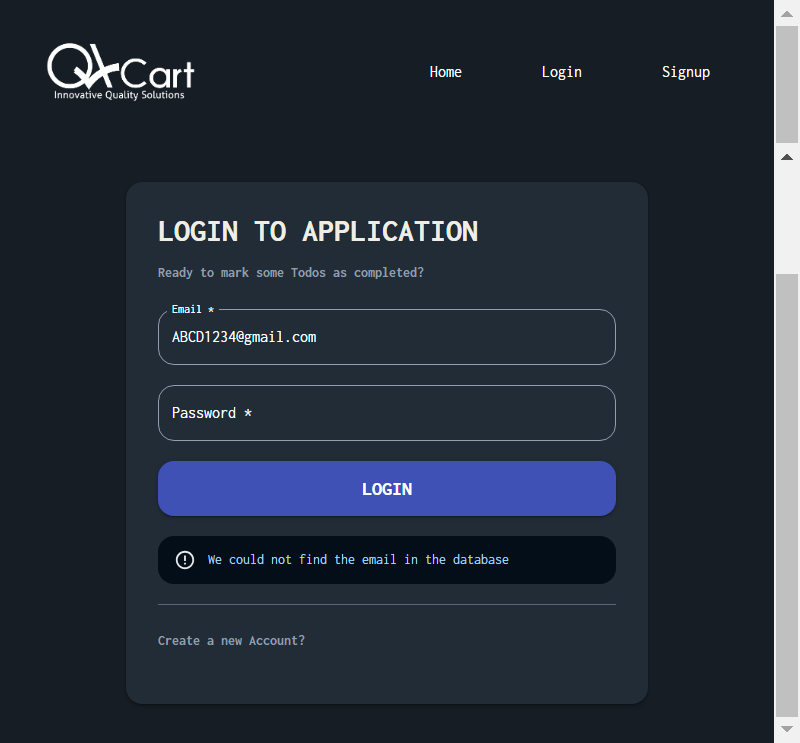 QACart
Innovative Quality Solutions
Home Login Signup
LOGIN TO APPLICATION
Ready to mark some Todos as completed?
Email *
ABCD1234@gmail.com
Password *
LOGIN
We could not find the email in the database
Create a new Account?